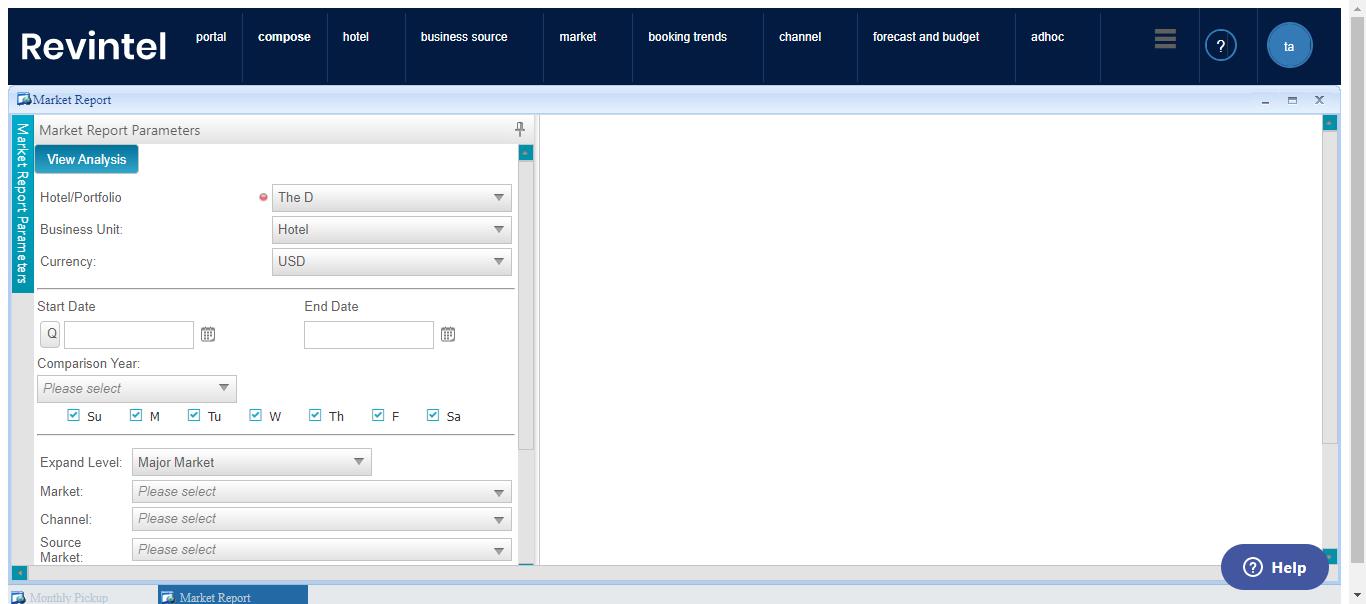 Revintel
portal
compose
hotel
business source
market
booking trends
channel
forecast and budget
adhoc
?
ta
Market Report
Market Report Parameters
Market Report Parameters
View Analysis
Hotel/Portfolio
The D
Business Unit:
Hotel
Currency:
USD
Start Date
End Date
Q
Comparison Year:
Please select
Su M Tu W Th F Sa
Expand Level:
Major Market
Market:
Please select
Channel:
Please select
Source
Market:
Please select
? Help
Monthly Pickup
Market Report